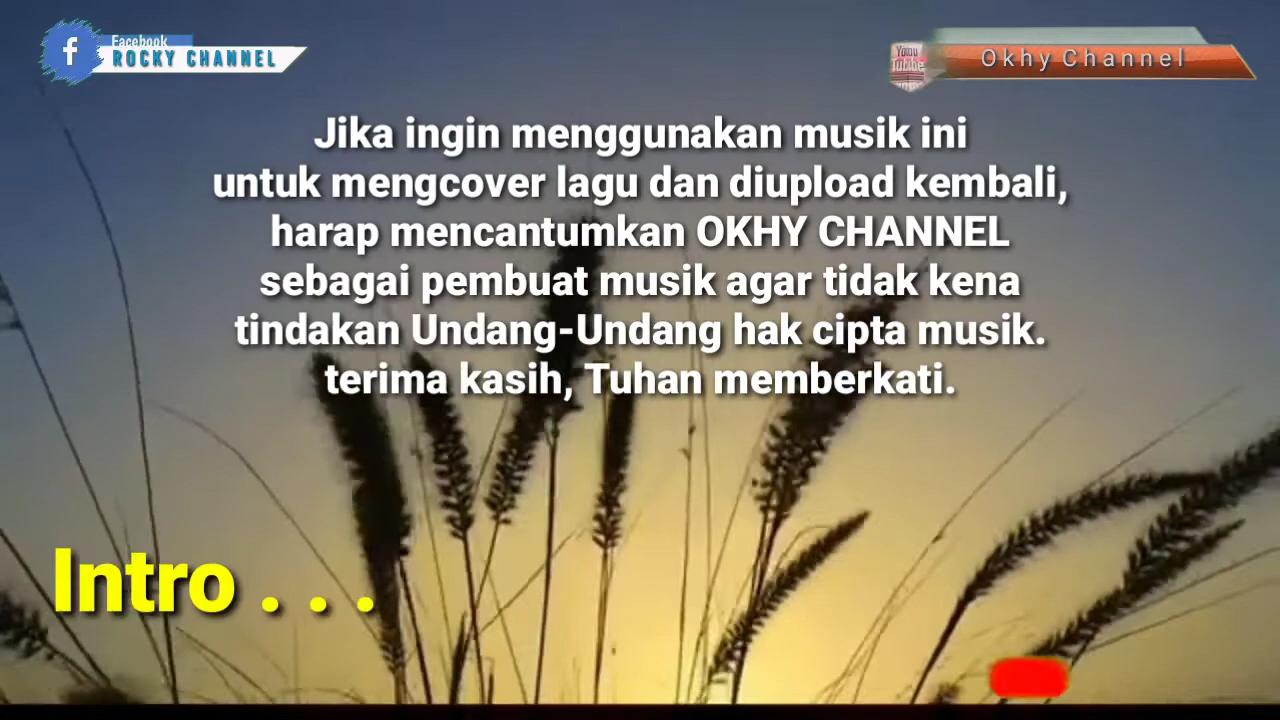 Facebook
ROCKY CHANNEL
Okhy Channel
Jika ingin menggunakan musik ini
untuk mengcover lagu dan diupload kembali,
harap mencantumkan OKHY CHANNEL
sebagai pembuat musik agar tidak kena
tindakan Undang-Undang hak cipta musik.
terima kasih, Tuhan memberkati.
Intro . . .